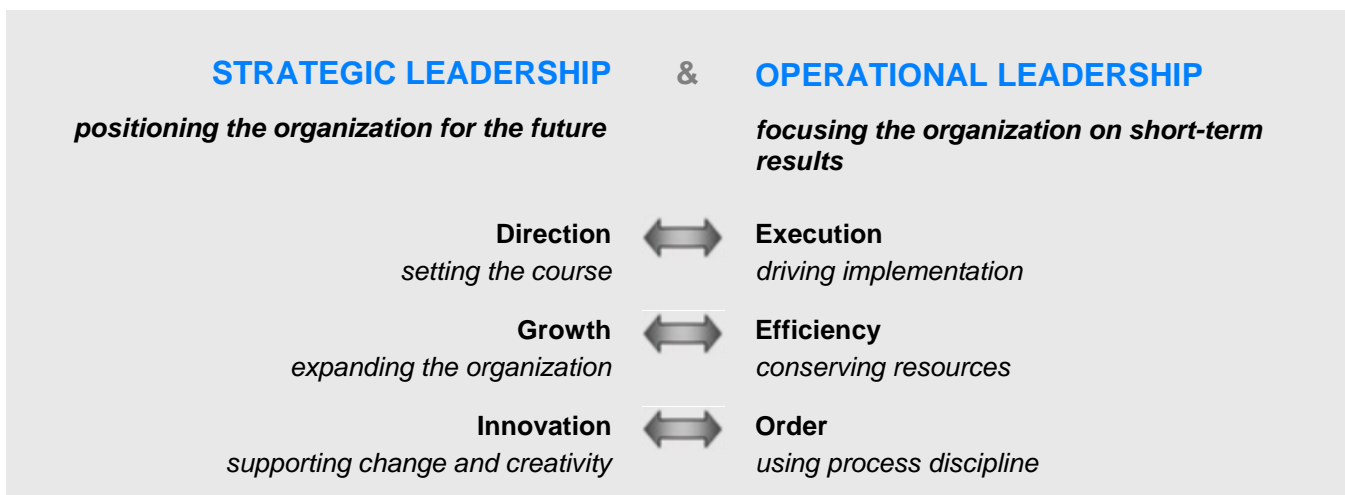 STRATEGIC LEADERSHIP & OPERATIONAL LEADERSHIP
positioning the organization for the future
focusing the organization on short-term
results
Direction
setting the course
Execution
driving implementation
Growth
expanding the organization
Efficiency
conserving resources
Innovation
supporting change and creativity
Order
using process discipline